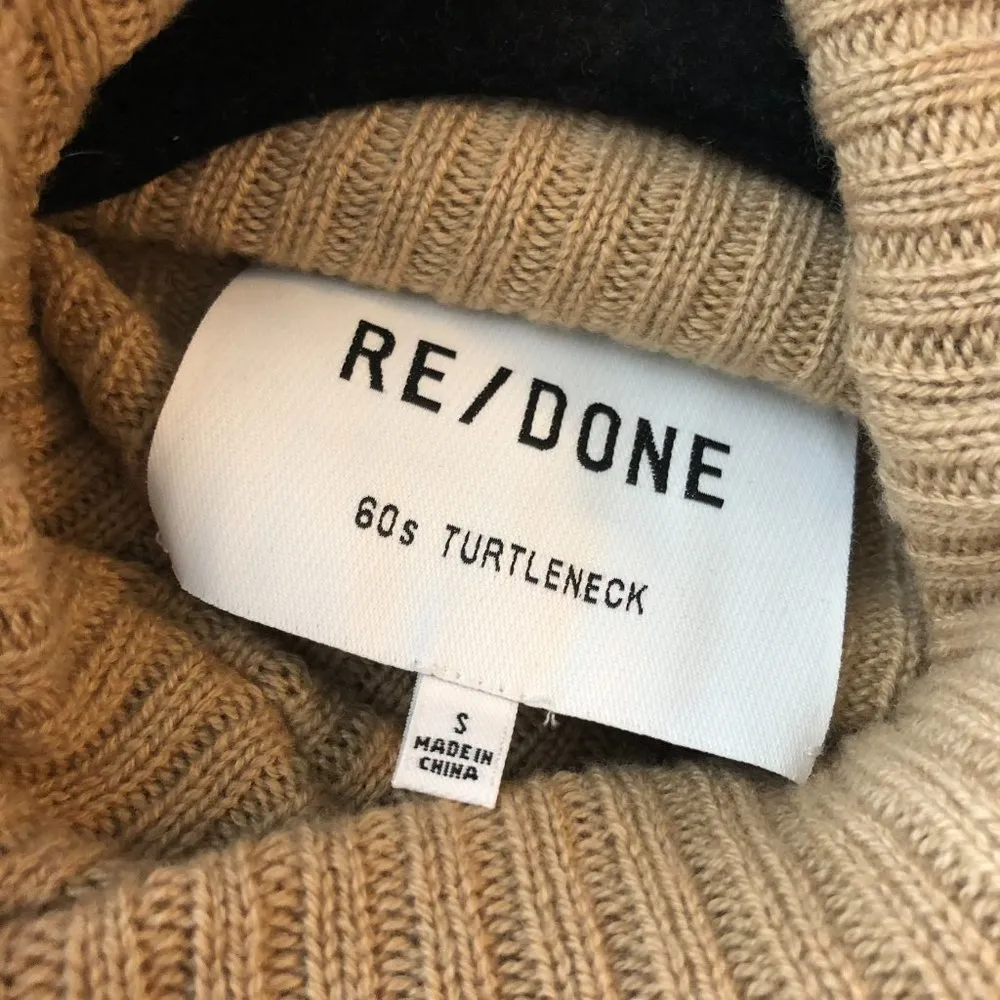 RE/DONE
60s TURTLENECK
S
MADE IN
CHINA